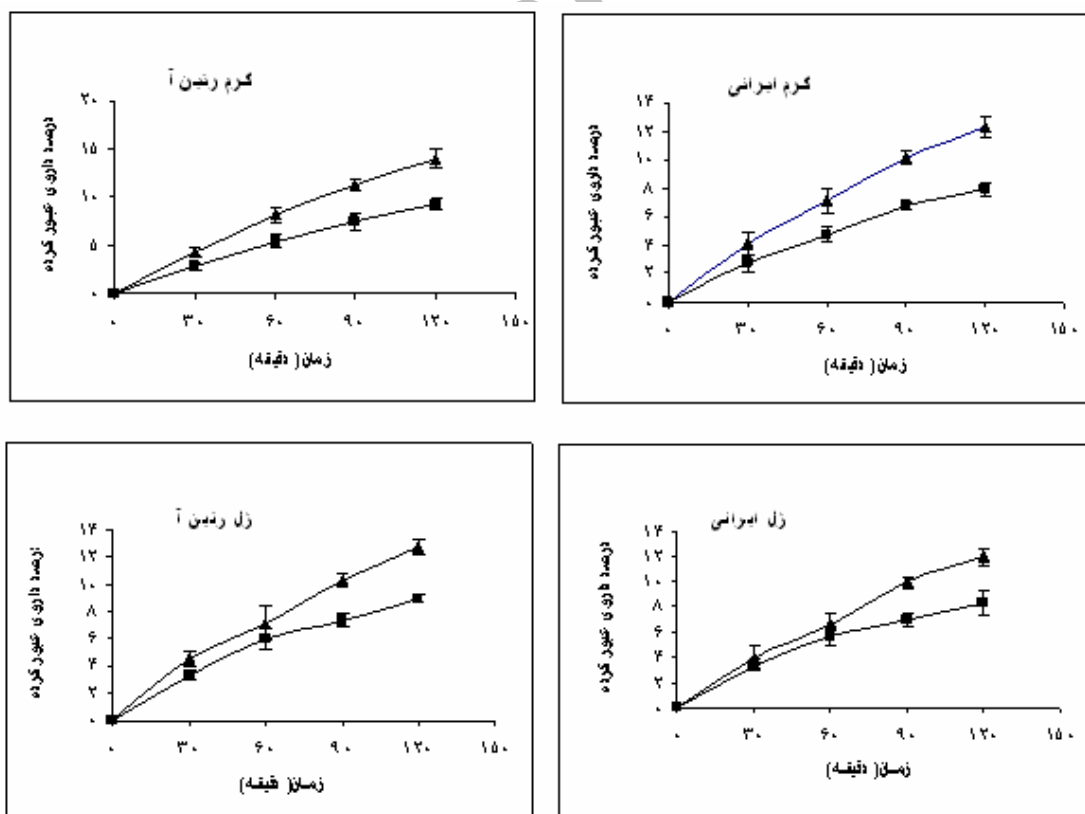 کرم رتین آ
درصد داروی عبور کرده
۲۰
۱۵
۱۰
۵
۰
۰ ۳۰ ۶۰ ۹۰ ۱۲۰ ۱۵۰
زمان( دقیقه)
کرم ایرانی
درصد داروی عبور کرده
۱۴
۱۲
۱۰
۸
۶
۴
۲
۰
۰ ۳۰ ۶۰ ۹۰ ۱۲۰ ۱۵۰
زمان( دقیقه)
ژل رتین آ
درصد داروی عبور کرده
۱۴
۱۲
۱۰
۸
۶
۴
۲
۰
۰ ۳۰ ۶۰ ۹۰ ۱۲۰ ۱۵۰
زمان( دقیقه)
ژل ایرانی
درصد داروی عبور کرده
۱۴
۱۲
۱۰
۸
۶
۴
۲
۰
۰ ۳۰ ۶۰ ۹۰ ۱۲۰ ۱۵۰
زمان( دقیقه)